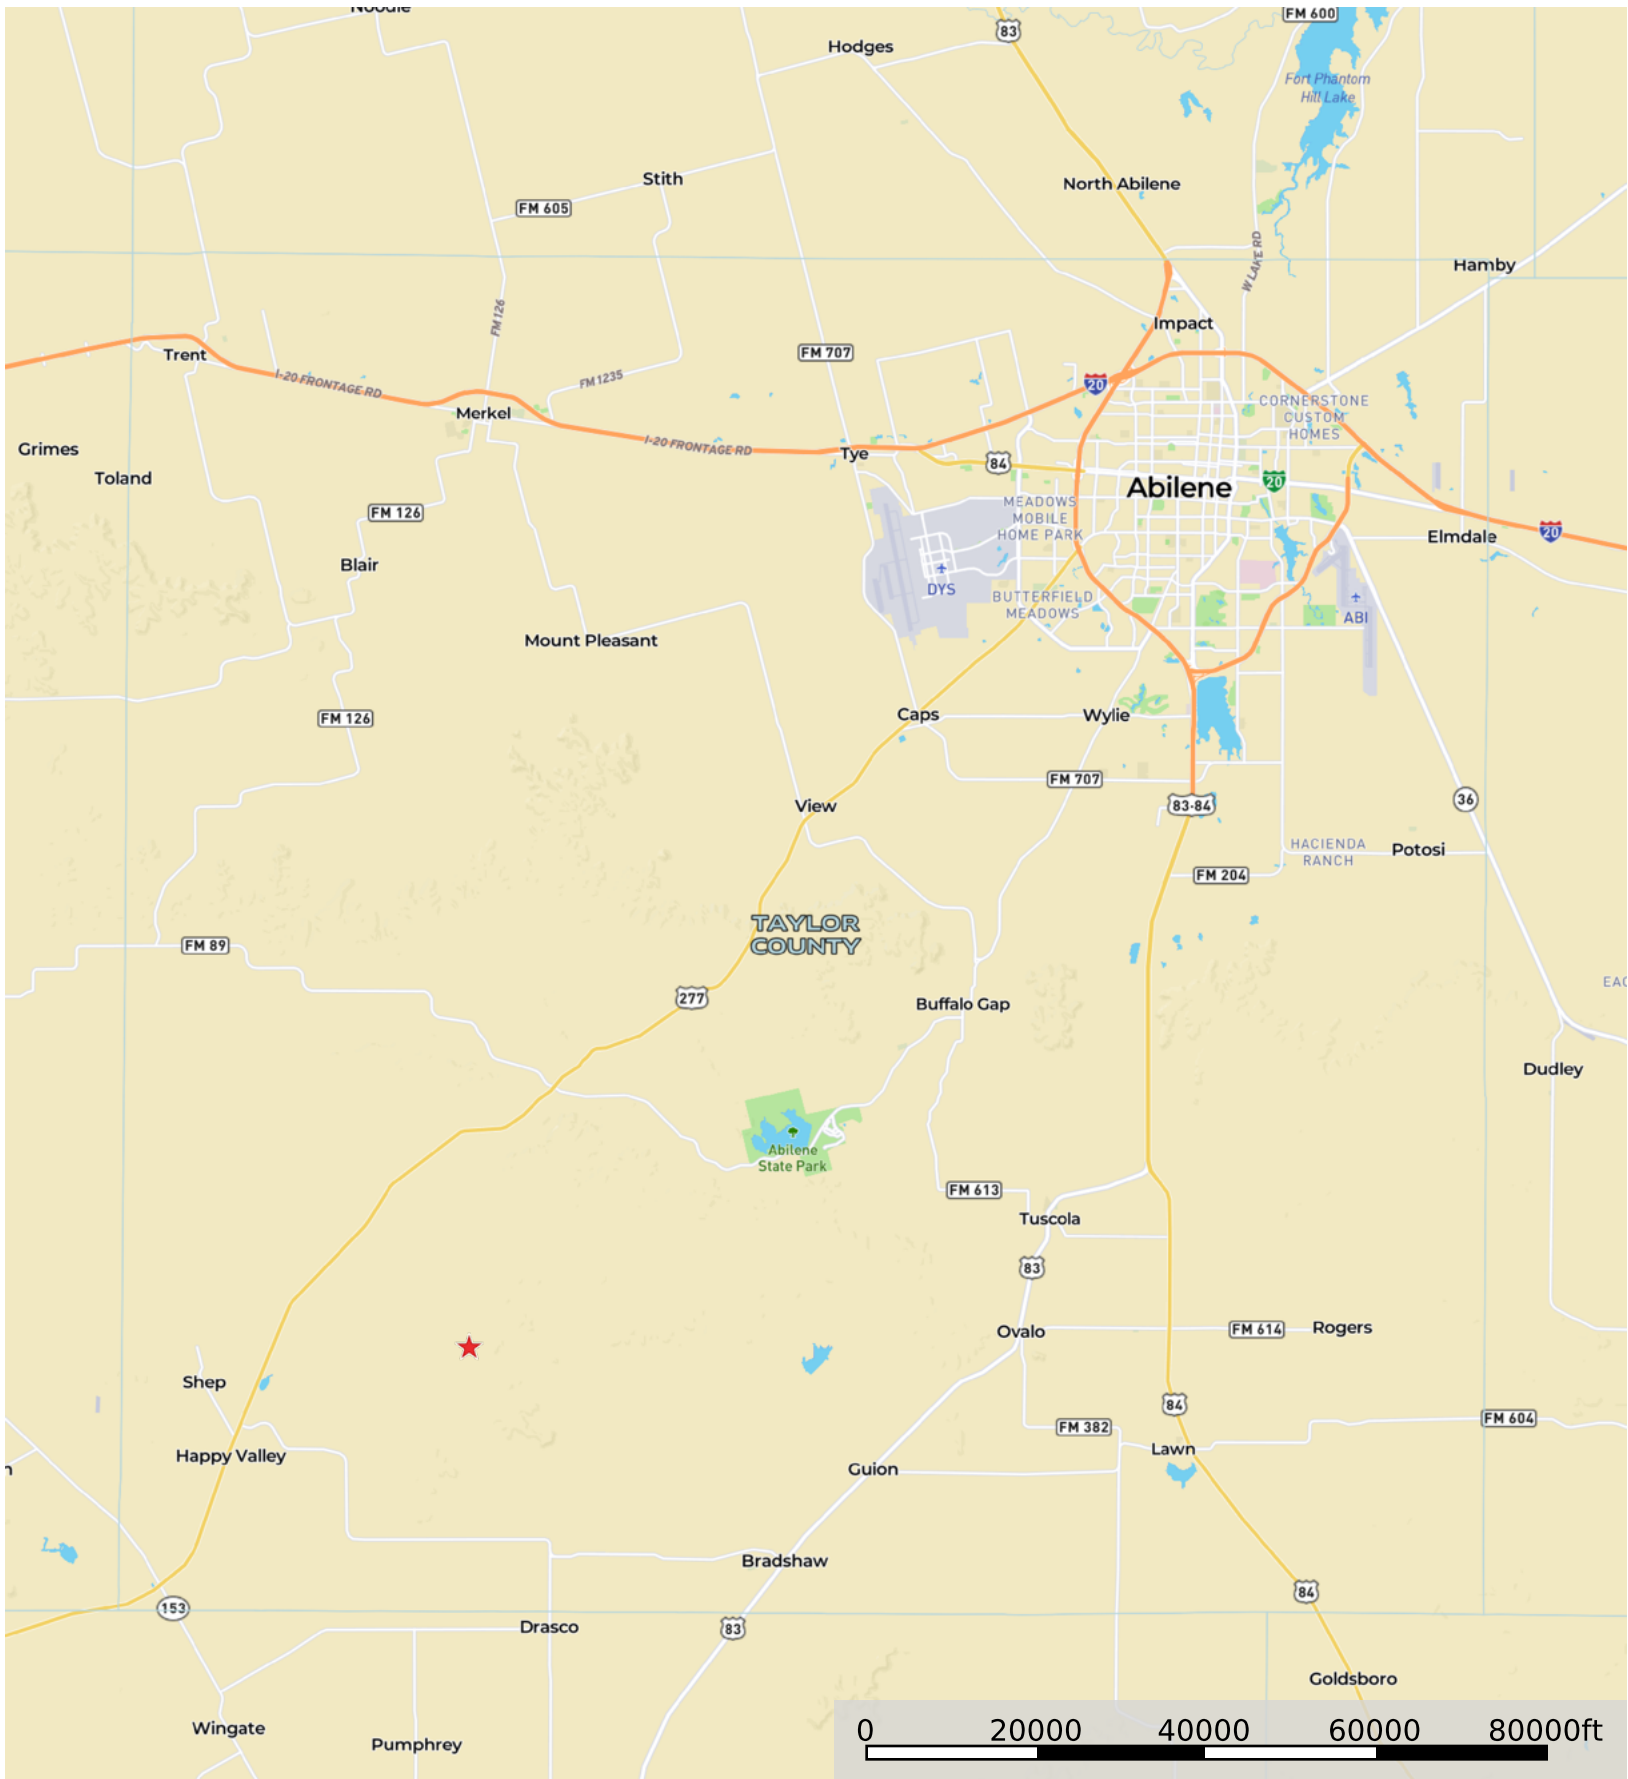 Noodle
83
FM 600
Hodges
Fort Phantom
Hill Lake
Stith
North Abilene
FM 605
W LAKE RD
Hamby
FM 126
Impact
Trent
FM 707
I-20 FRONTAGE RD
FM 1235
20
CORNERSTONE
CUSTOM
HOMES
Merkel
Grimes
I-20 FRONTAGE RD
Tye
84
Toland
Abilene
20
FM 126
MEADOWS
MOBILE
HOME PARK
Elmdale
20
Blair
DYS
BUTTERFIELD
MEADOWS
ABI
Mount Pleasant
FM 126
Caps
Wylie
FM 707
View
83-84
36
HACIENDA
RANCH
Potosi
FM 204
TAYLOR
COUNTY
FM 89
277
Buffalo Gap
EAG
Dudley
Abilene
State Park
FM 613
Tuscola
83
Ovalo
FM 614
Rogers
Shep
84
FM 382
FM 604
Happy Valley
Lawn
Guion
n
Bradshaw
84
153
Drasco
83
Goldsboro
Wingate
Pumphrey
0 20000 40000 60000 80000ft